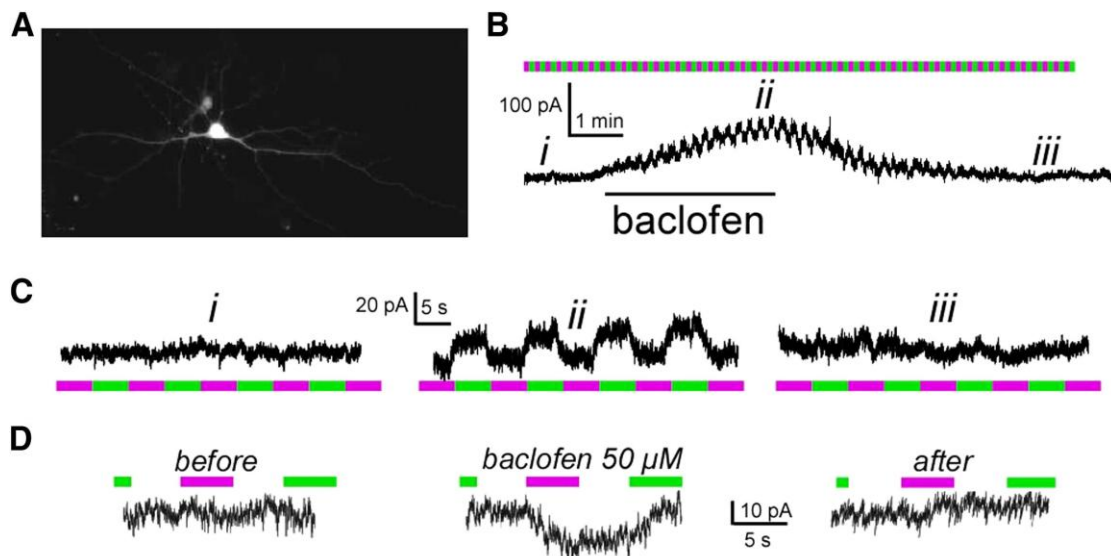 A
B
100 pA
1 min
i
ii
iii
baclofen
C
i
20 pA
5 s
ii
iii
D
before
baclofen 50 µM
after
10 pA
5 s